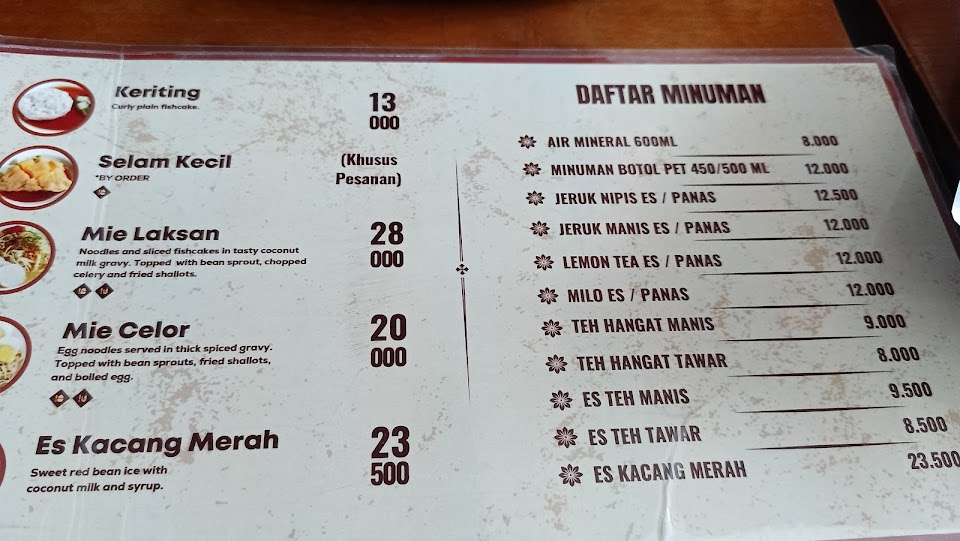 Keriting
Curly plain fishcake.
13
000
Selam Kecil
*BY ORDER
(Khusus
Pesanan)
Mie Laksan
Noodles and sliced fishcakes in tasty coconut
milk gravy. Topped with bean sprout, chopped
celery and fried shallots.
28
000
Mie Celor
Egg noodles served in thick spiced gravy.
Topped with bean sprouts, fried shallots,
and boiled egg.
20
000
Es Kacang Merah
Sweet red bean ice with
coconut milk and syrup.
23
500
DAFTAR MINUMAN
AIR MINERAL 600ML 8.000
MINUMAN BOTOL PET 450/500 ML 12.000
JERUK NIPIS ES / PANAS 12.500
JERUK MANIS ES / PANAS 12.000
LEMON TEA ES / PANAS 12.000
MILO ES / PANAS 12.000
TEH HANGAT MANIS 9.000
TEH HANGAT TAWAR 8.000
ES TEH MANIS 9.500
ES TEH TAWAR 8.500
ES KACANG MERAH 23.500